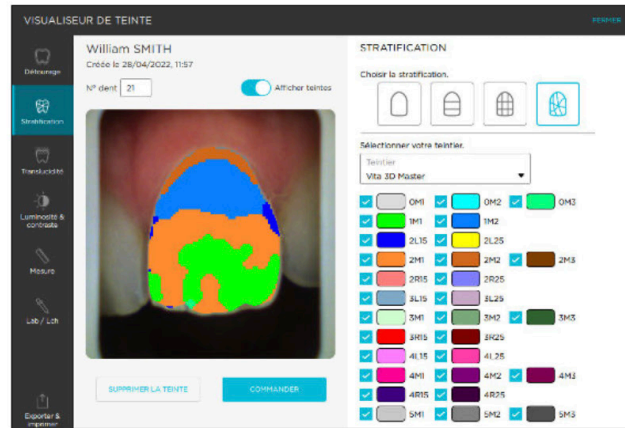 VISUALISEUR DE TEINTE
FERMER
Détourage
Stratification
Translucidité
Luminosité &
contraste
Mesure
Lab / Lch
Exporter &
imprimer
William SMITH
Créée le 28/04/2022, 11:57
N° dent 21
Afficher teintes
SUPPRIMER LA TEINTE
COMMANDER
STRATIFICATION
Choisir la stratification.
Sélectionner votre teintier.
Teintier
Vita 3D Master
0M1 0M2 0M3
1M1 1M2
2L15 2L25
2M1 2M2 2M3
2R15 2R25
3L15 3L25
3M1 3M2 3M3
3R15 3R25
4L15 4L25
4M1 4M2 4M3
4R15 4R25
5M1 5M2 5M3